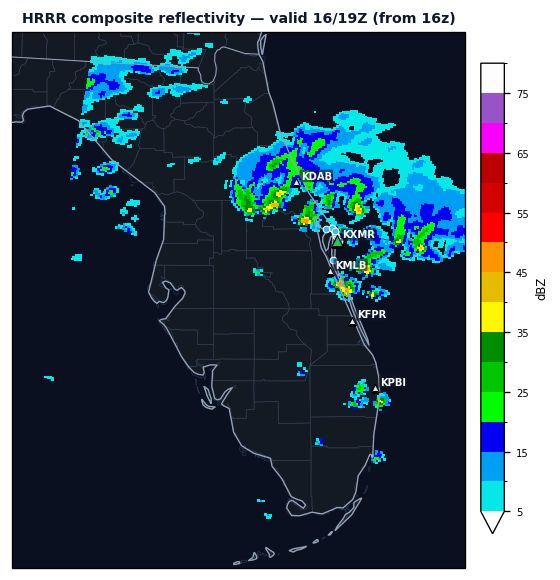 HRRR composite reflectivity — valid 16/19Z (from 16z)
75
65
55
45
35
25
15
5
dBZ
KDAB
KXMR
KMLB
KFPR
KPBI